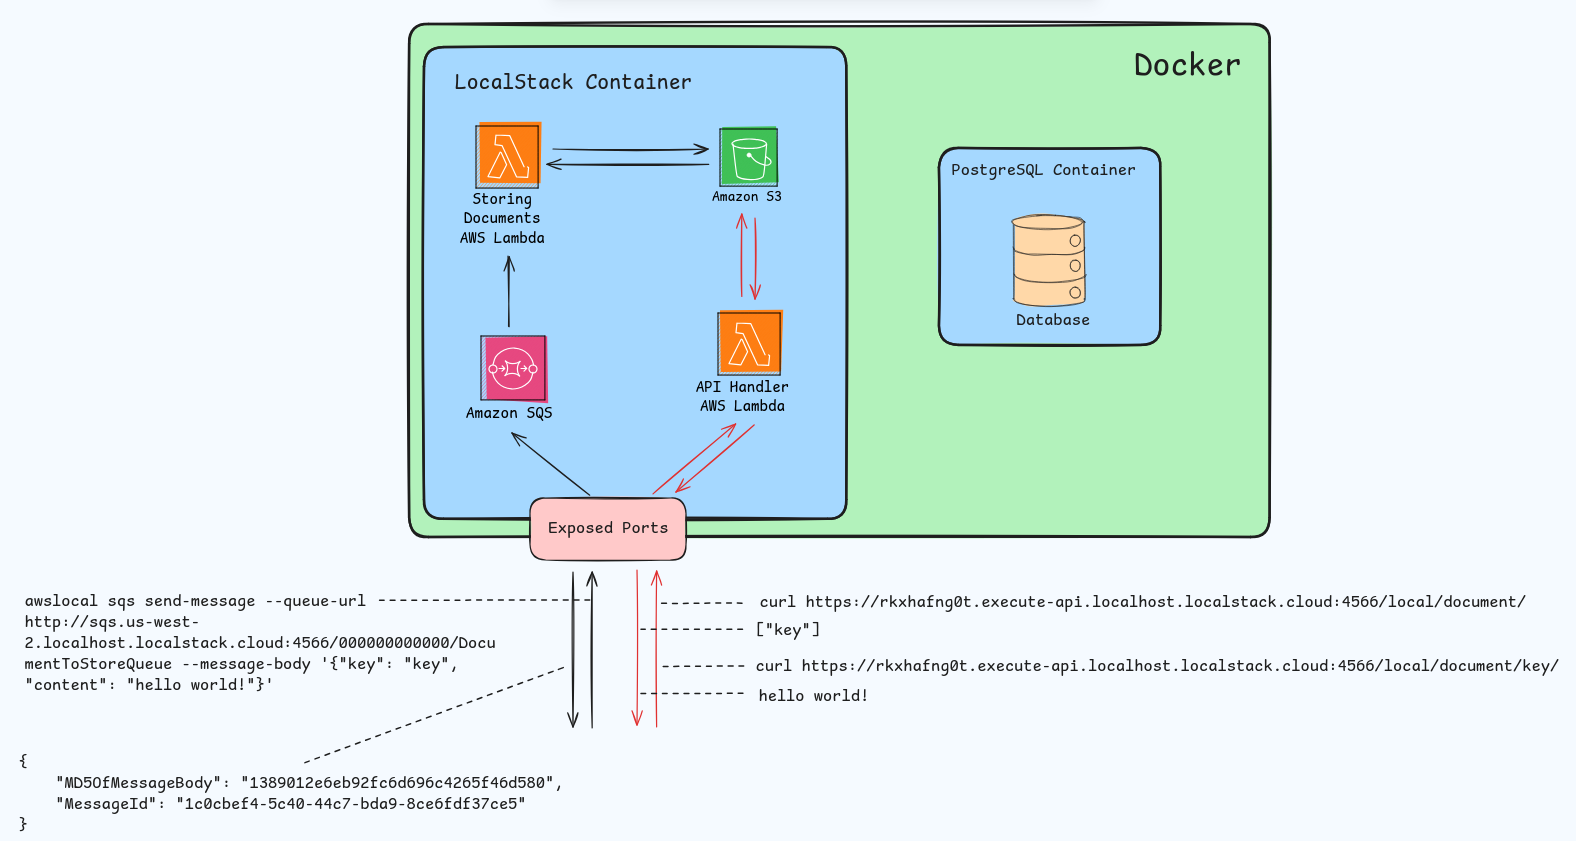 Docker
LocalStack Container
PostgreSQL Container
Storing
Documents
AWS Lambda
Amazon S3
Database
API Handler
AWS Lambda
Amazon SQS
Exposed Ports
awslocal sqs send-message --queue-url
http://sqs.us-west-
2.localhost.localstack.cloud:4566/000000000000/Docu
mentToStoreQueue --message-body '{"key": "key",
"content": "hello world!"}'
curl https://rkxhafng0t.execute-api.localhost.localstack.cloud:4566/local/document/
["key"]
curl https://rkxhafng0t.execute-api.localhost.localstack.cloud:4566/local/document/key/
hello world!
{
"MD5OfMessageBody": "1389012e6eb92fc6d696c4265f46d580",
"MessageId": "1c0cbef4-5c40-44c7-bda9-8ce6fdf37ce5"
}